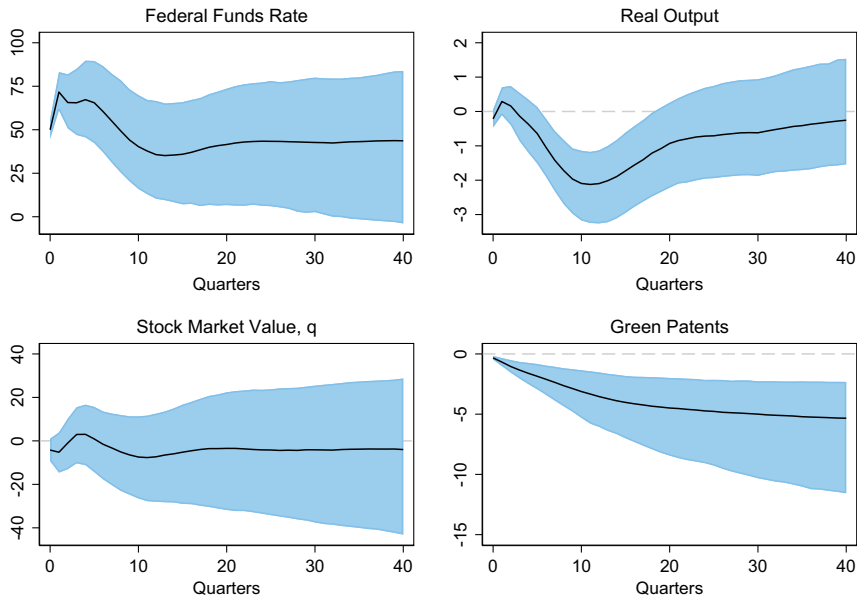 Federal Funds Rate
100
75
50
25
0
0 10 20 30 40
Quarters
Real Output
2
1
0
-1
-2
-3
0 10 20 30 40
Quarters
Stock Market Value, q
40
20
0
20
40
0 10 20 30 40
Quarters
Green Patents
0
-5
-10
-15
0 10 20 30 40
Quarters